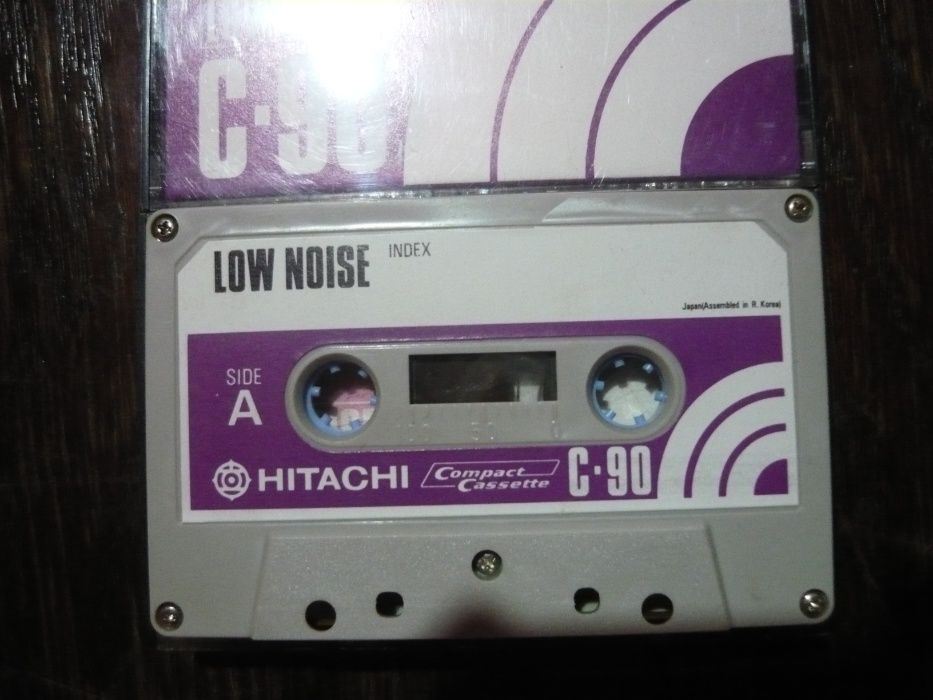 C·90
LOW NOISE INDEX
Japan(Assembled in R. Korea)
SIDE
A
HITACHI Compact Cassette C·90